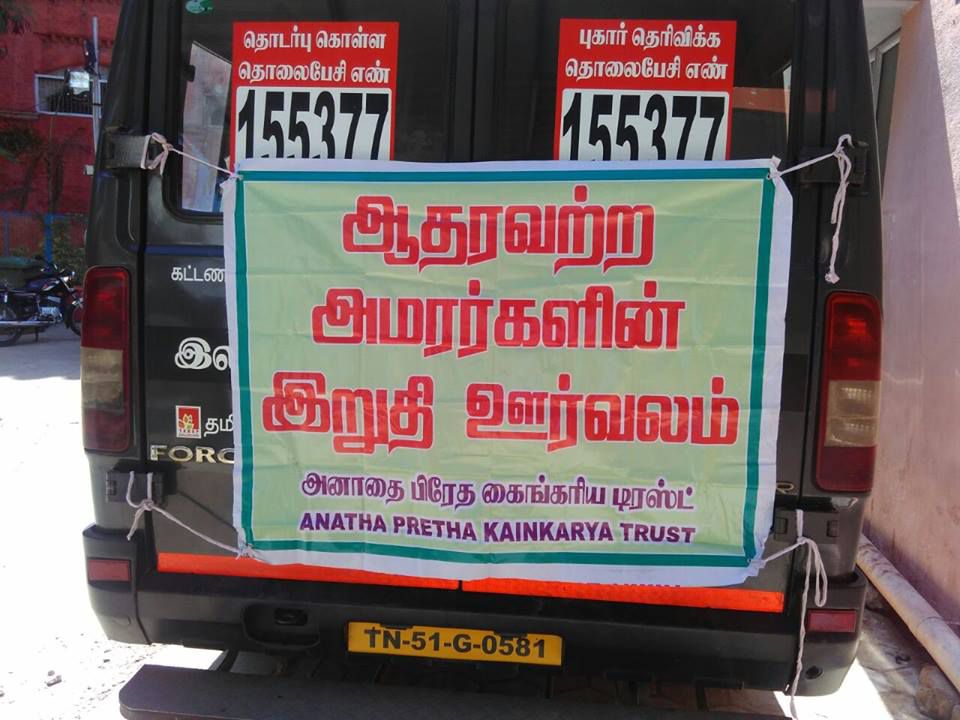 தொடர்பு கொள்ள
தொலைபேசி எண்
155377
புகார் தெரிவிக்க
தொலைபேசி எண்
155377
ஆதரவற்ற
அமரர்களின்
இறுதி ஊர்வலம்
அனாதை பிரேத கைங்கரிய டிரஸ்ட்
ANATHA PRETHA KAINKARYA TRUST
TN-51-G-0581